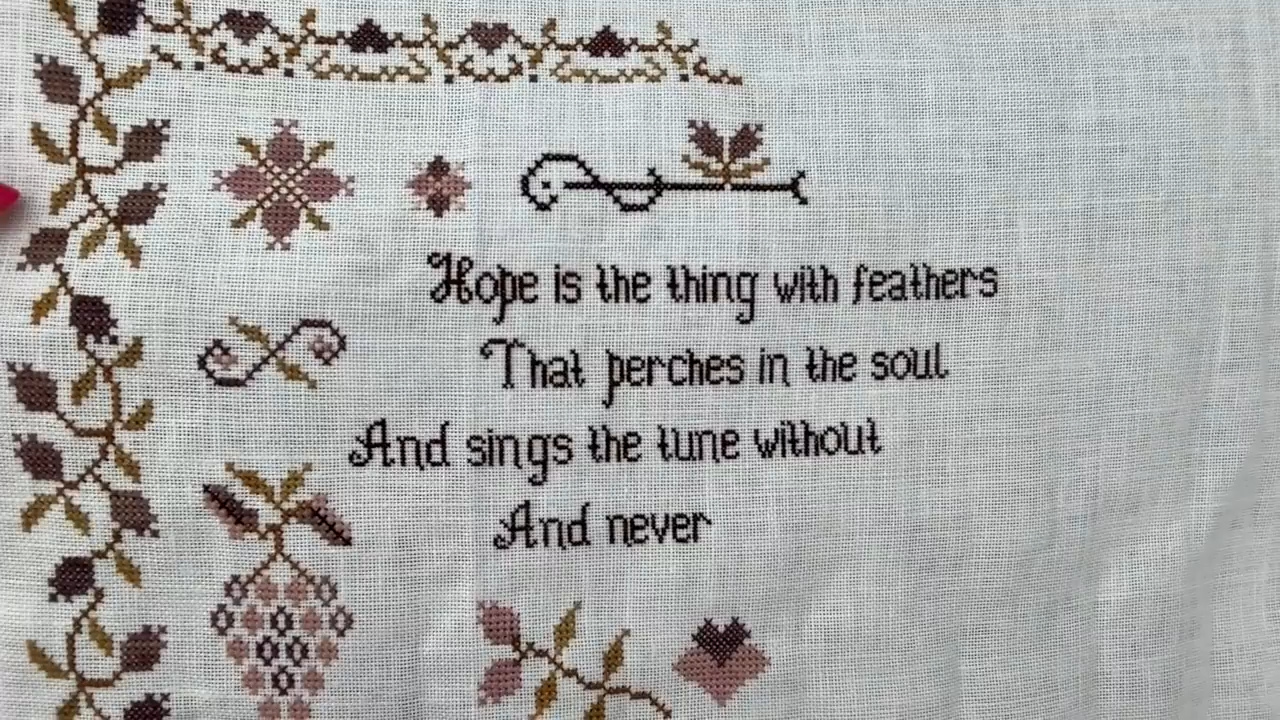 Hope is the thing with feathers
That perches in the soul
And sings the tune without
And never